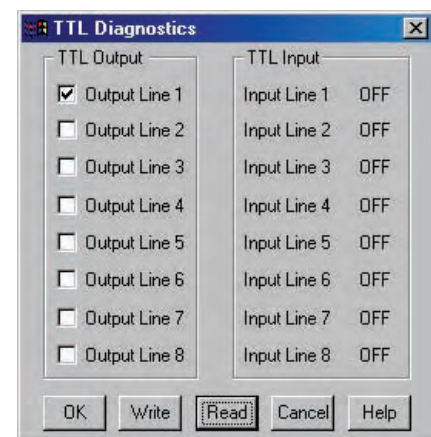 TTL Diagnostics
TTL Output TTL Input
Output Line 1 Input Line 1 OFF
Output Line 2 Input Line 2 OFF
Output Line 3 Input Line 3 OFF
Output Line 4 Input Line 4 OFF
Output Line 5 Input Line 5 OFF
Output Line 6 Input Line 6 OFF
Output Line 7 Input Line 7 OFF
Output Line 8 Input Line 8 OFF
OK Write Read Cancel Help